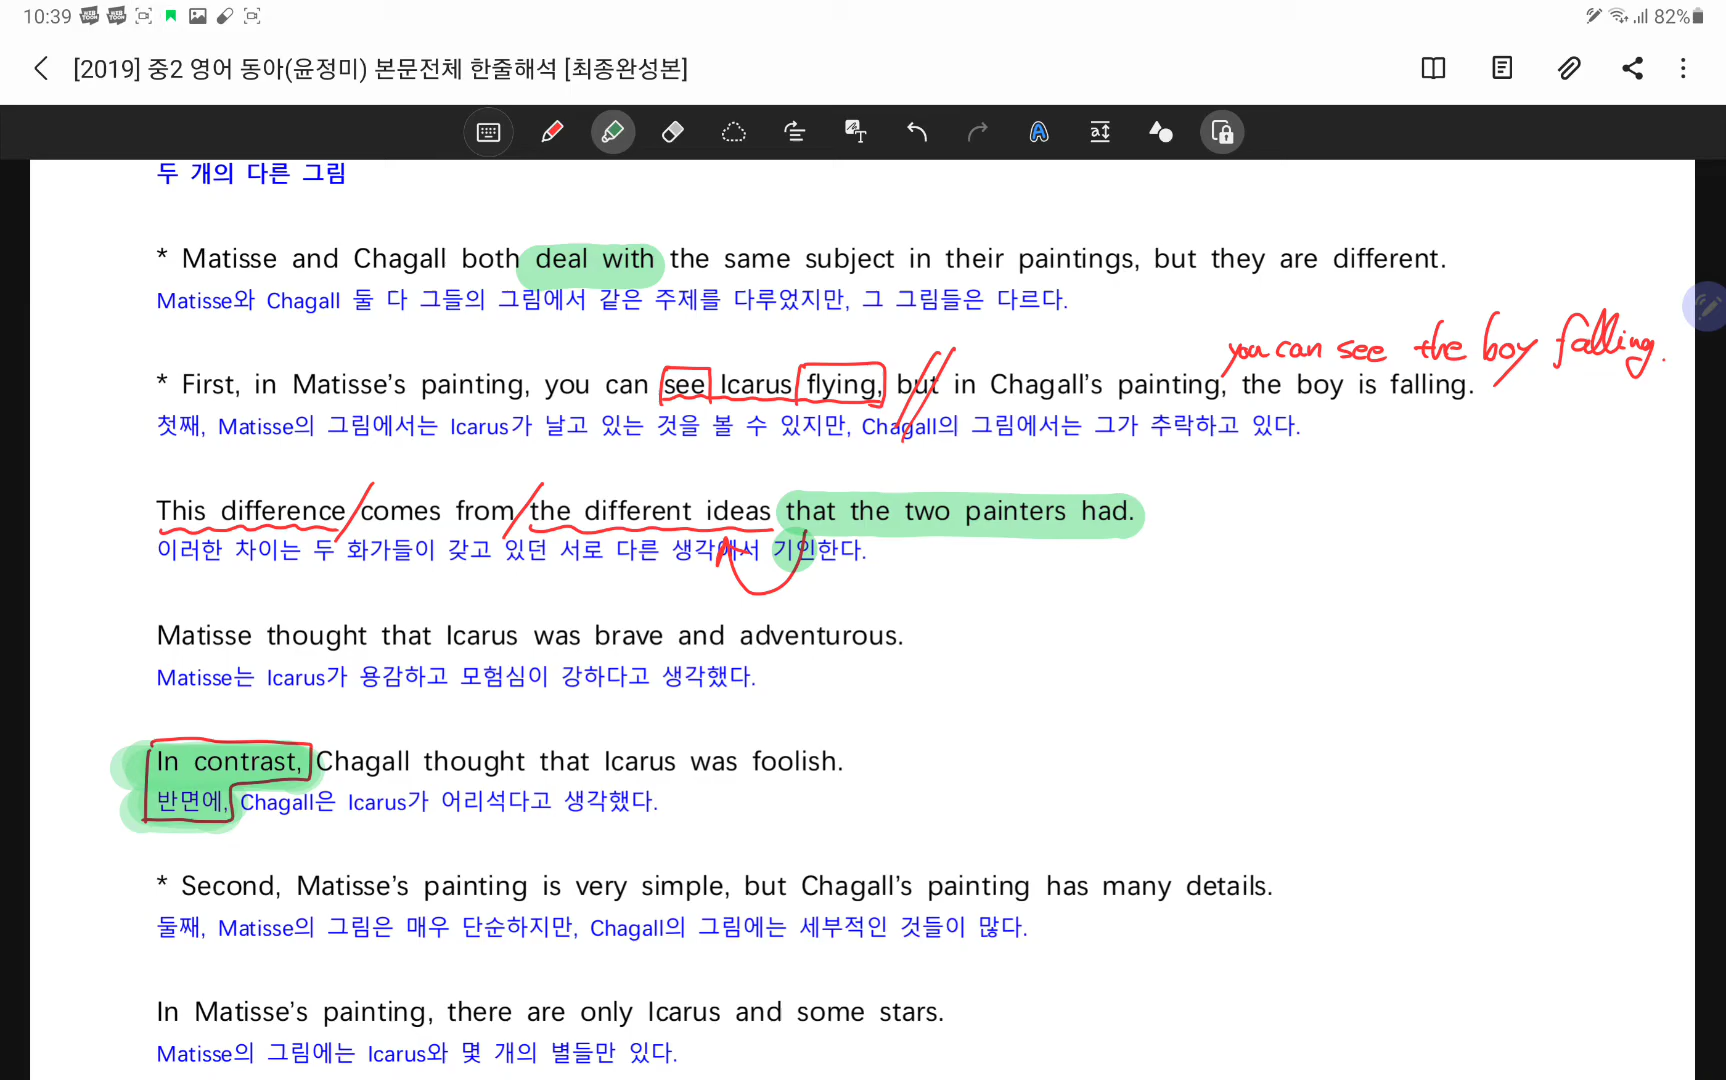 10:39
82%
[2019] 중2 영어 동아(윤정미) 본문전체 한줄해석 [최종완성본]
두 개의 다른 그림
* Matisse and Chagall both deal with the same subject in their paintings, but they are different.
Matisse와 Chagall 둘 다 그들의 그림에서 같은 주제를 다루었지만, 그 그림들은 다르다.
you can see the boy falling.
* First, in Matisse’s painting, you can see Icarus flying, but in Chagall’s painting, the boy is falling.
첫째, Matisse의 그림에서는 Icarus가 날고 있는 것을 볼 수 있지만, Chagall의 그림에서는 그가 추락하고 있다.
This difference comes from the different ideas that the two painters had.
이러한 차이는 두 화가들이 갖고 있던 서로 다른 생각에서 기인한다.
Matisse thought that Icarus was brave and adventurous.
Matisse는 Icarus가 용감하고 모험심이 강하다고 생각했다.
In contrast, Chagall thought that Icarus was foolish.
반면에, Chagall은 Icarus가 어리석다고 생각했다.
* Second, Matisse’s painting is very simple, but Chagall’s painting has many details.
둘째, Matisse의 그림은 매우 단순하지만, Chagall의 그림에는 세부적인 것들이 많다.
In Matisse’s painting, there are only Icarus and some stars.
Matisse의 그림에는 Icarus와 몇 개의 별들만 있다.